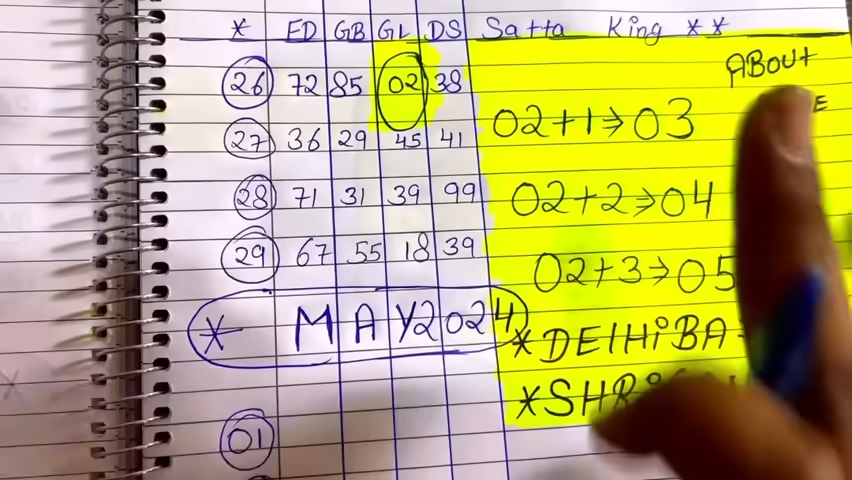 * ED GB GL DS Satta King **
ABOUT
26 72 85 02 38
02+1⇒03
27 36 29 45 41
28 71 31 39 99
02+2⇒04
29 67 55 18 39
02+3→05
* MAY2024
*DElHiBA
*SHRi
01